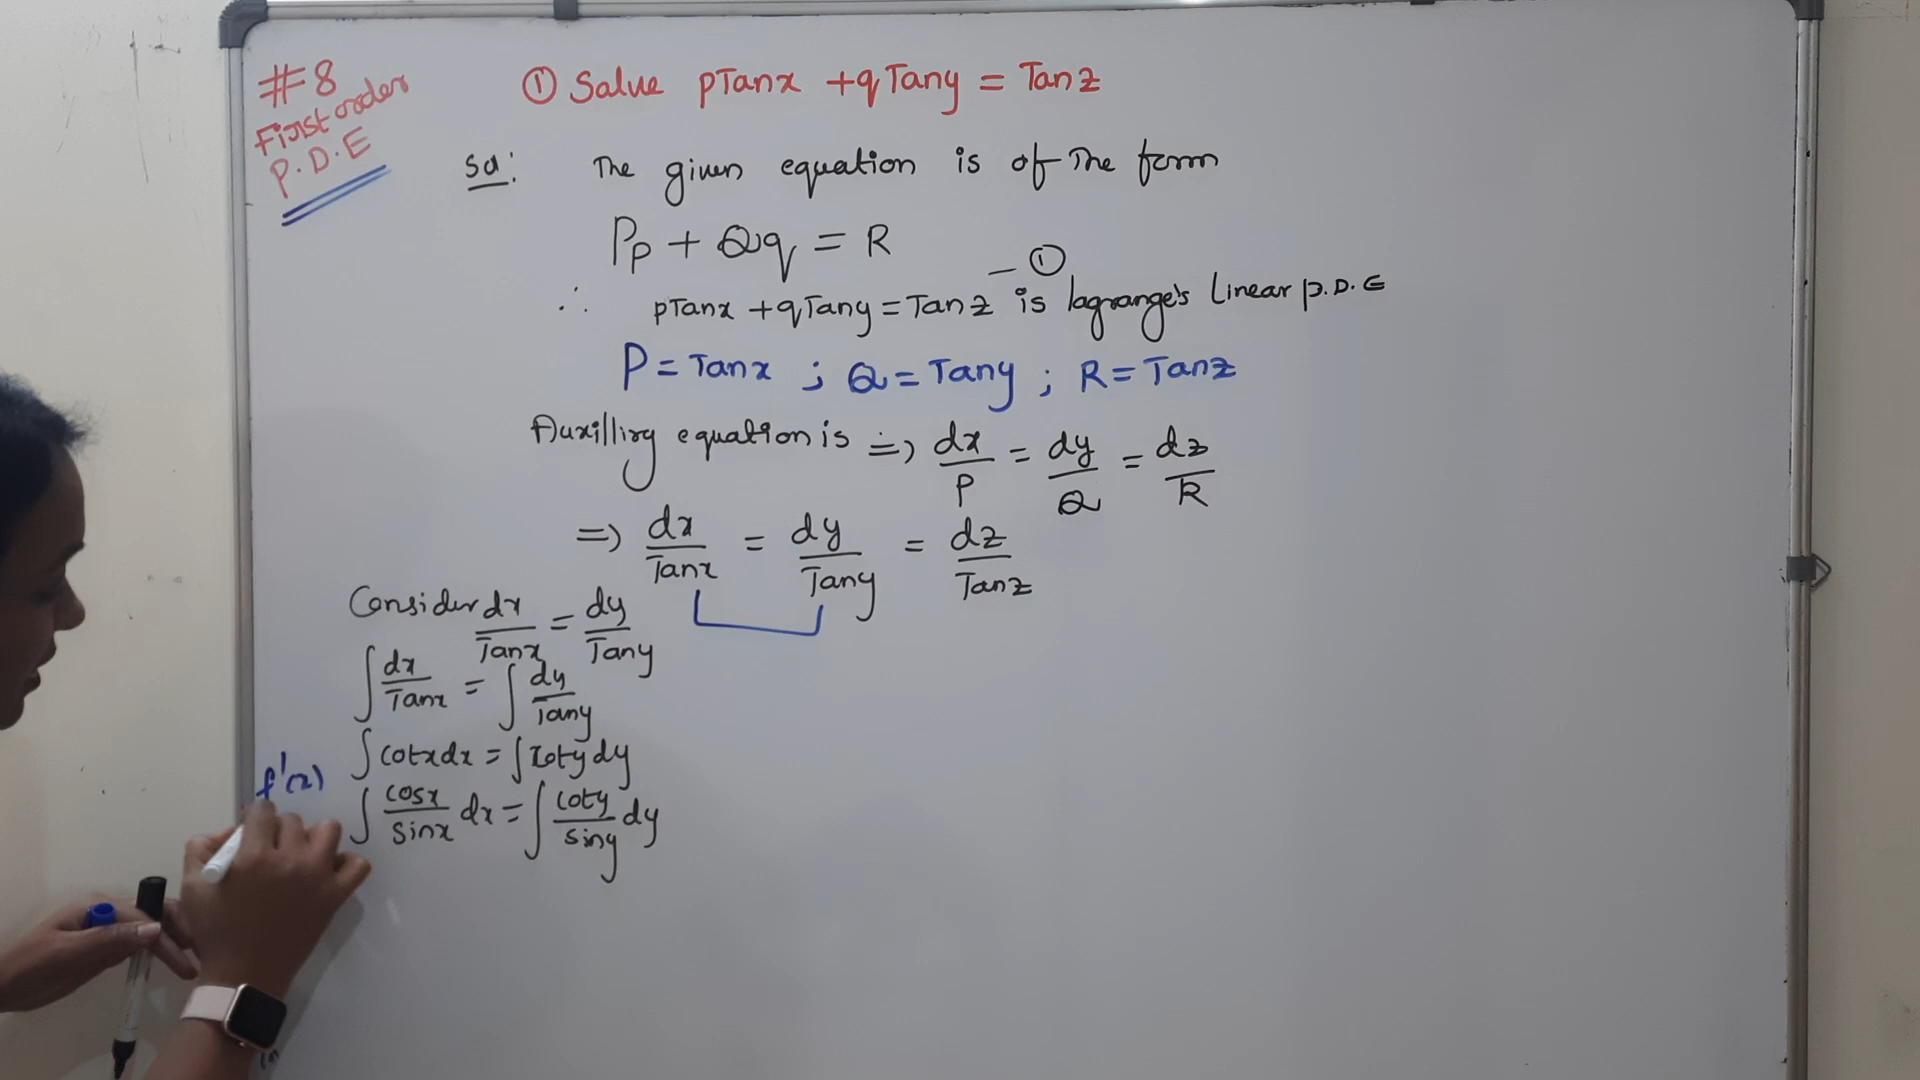 #8
First order
P.D.E
① Solve pTanx + qTany = Tanz
Sol: The given equation is of The form
Pp + Qq = R
— ①
∴ pTanx + qTany = Tanz is lagrange's Linear P.D.E
P = Tanx ; Q = Tany ; R = Tanz
Auxilliry equation is => dx/P = dy/Q = dz/R
=> dx/Tanx = dy/Tany = dz/Tanz
Consider dx/Tanx = dy/Tany
∫ dx/Tanx = ∫ dy/Tany
∫ cotx dx = ∫ coty dy
f'(x)
∫ cosx/sinx dx = ∫ coty/siny dy